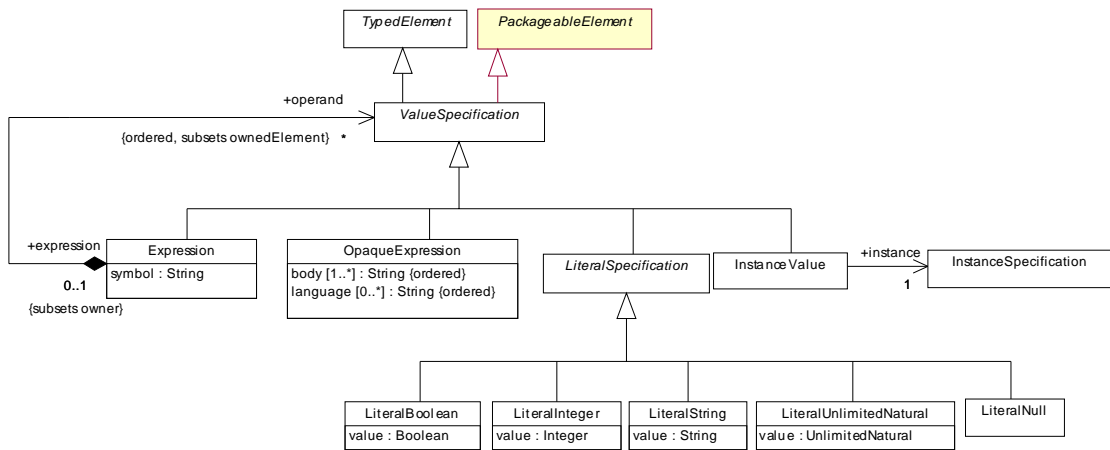 TypedElement
PackageableElement
+operand
ValueSpecification
{ordered, subsets ownedElement} *
+expression
Expression
symbol : String
0..1
{subsets owner}
OpaqueExpression
body [1..*] : String {ordered}
language [0..*] : String {ordered}
LiteralSpecification
InstanceValue
+instance
1
InstanceSpecification
LiteralBoolean
value : Boolean
LiteralInteger
value : Integer
LiteralString
value : String
LiteralUnlimitedNatural
value : UnlimitedNatural
LiteralNull